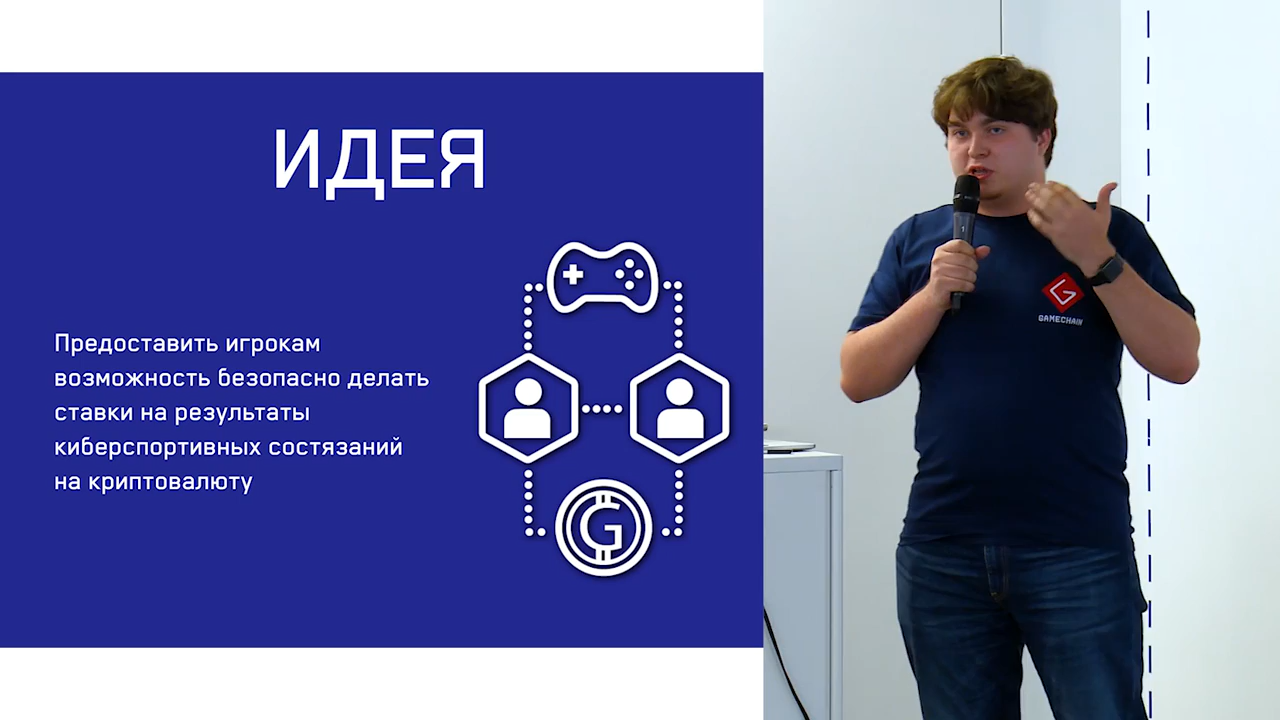 ИДЕЯ
Предоставить игрокам
возможность безопасно делать
ставки на результаты
киберспортивных состязаний
на криптовалюту
G
G
GAMECHAIN